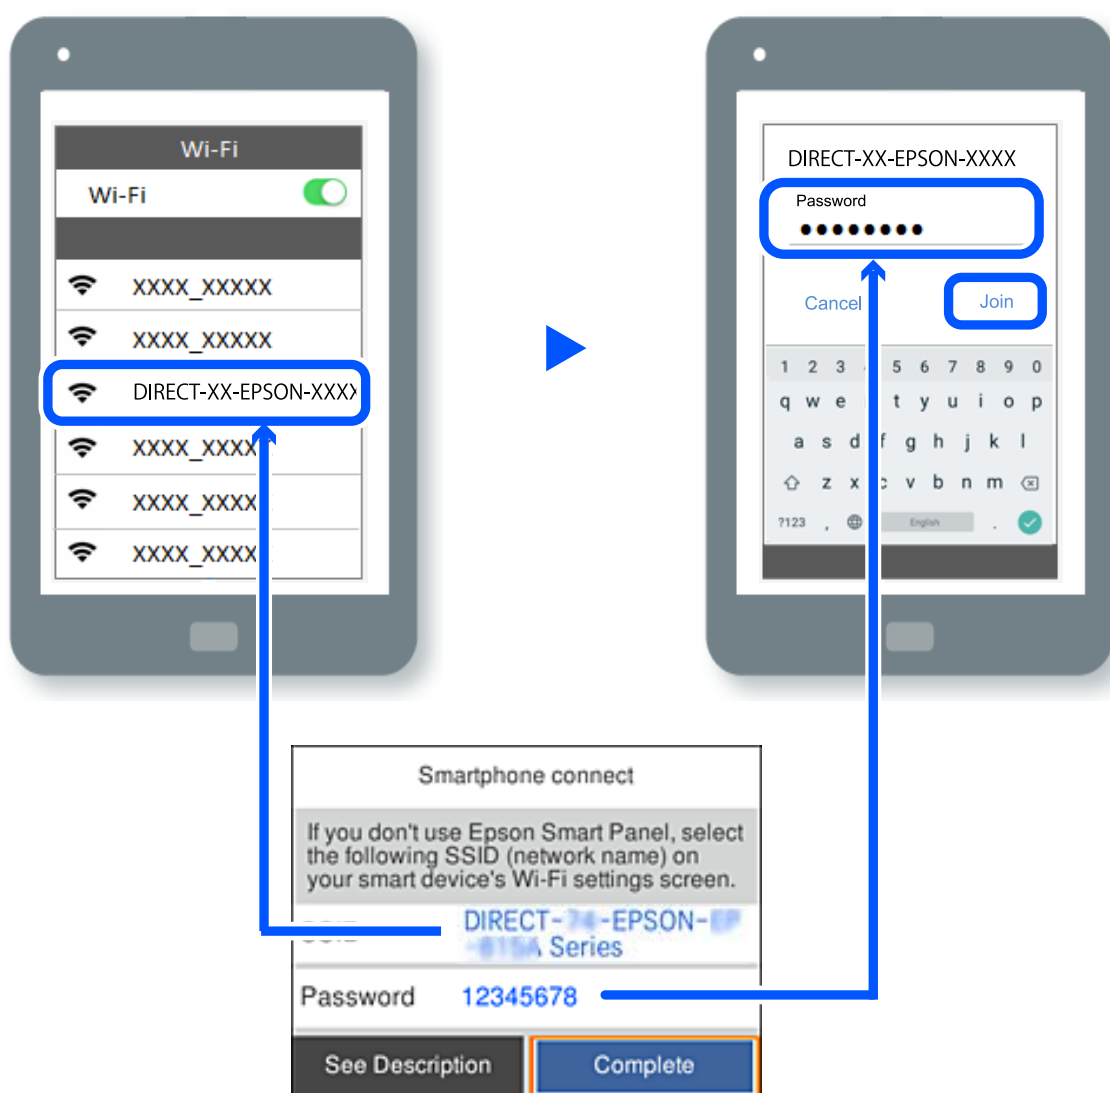 Wi-Fi
Wi-Fi
XXXX_XXXXX
XXXX_XXXXX
DIRECT-XX-EPSON-XXXX
XXXX_XXXX
XXXX_XXXX
XXXX_XXXX
DIRECT-XX-EPSON-XXXX
Password
●●●●●●●●
Cancel
Join
1 2 3 5 6 7 8 9 0
q w e t y u i o p
a s d f g h j k l
z x c v b n m
?123 , English .
Smartphone connect
If you don't use Epson Smart Panel, select
the following SSID (network name) on
your smart device's Wi-Fi settings screen.
DIRECT- -EPSON-
Series
Password 12345678
See Description
Complete